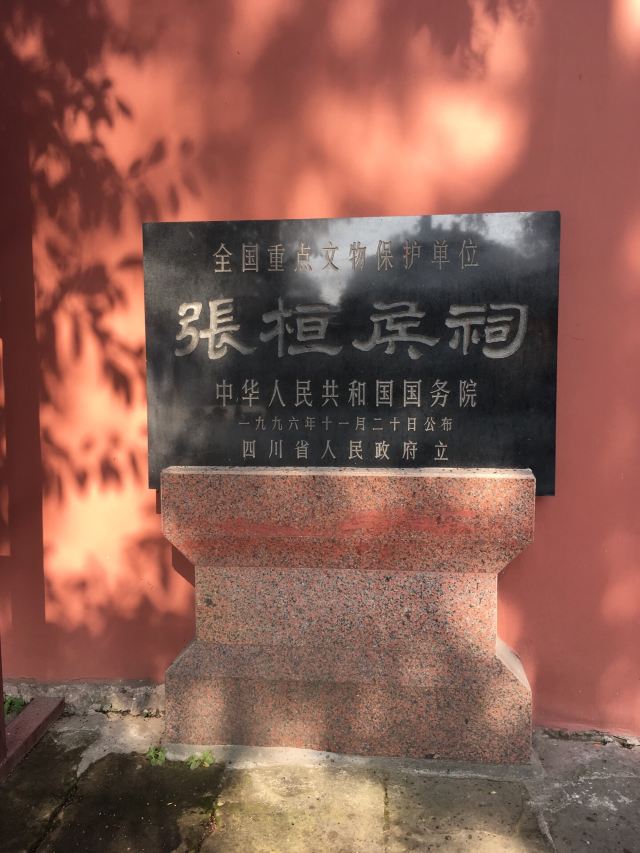 全国重点文物保护单位
張桓侯祠
中华人民共和国国务院
一九九六年十一月二十日公布
四川省人民政府立